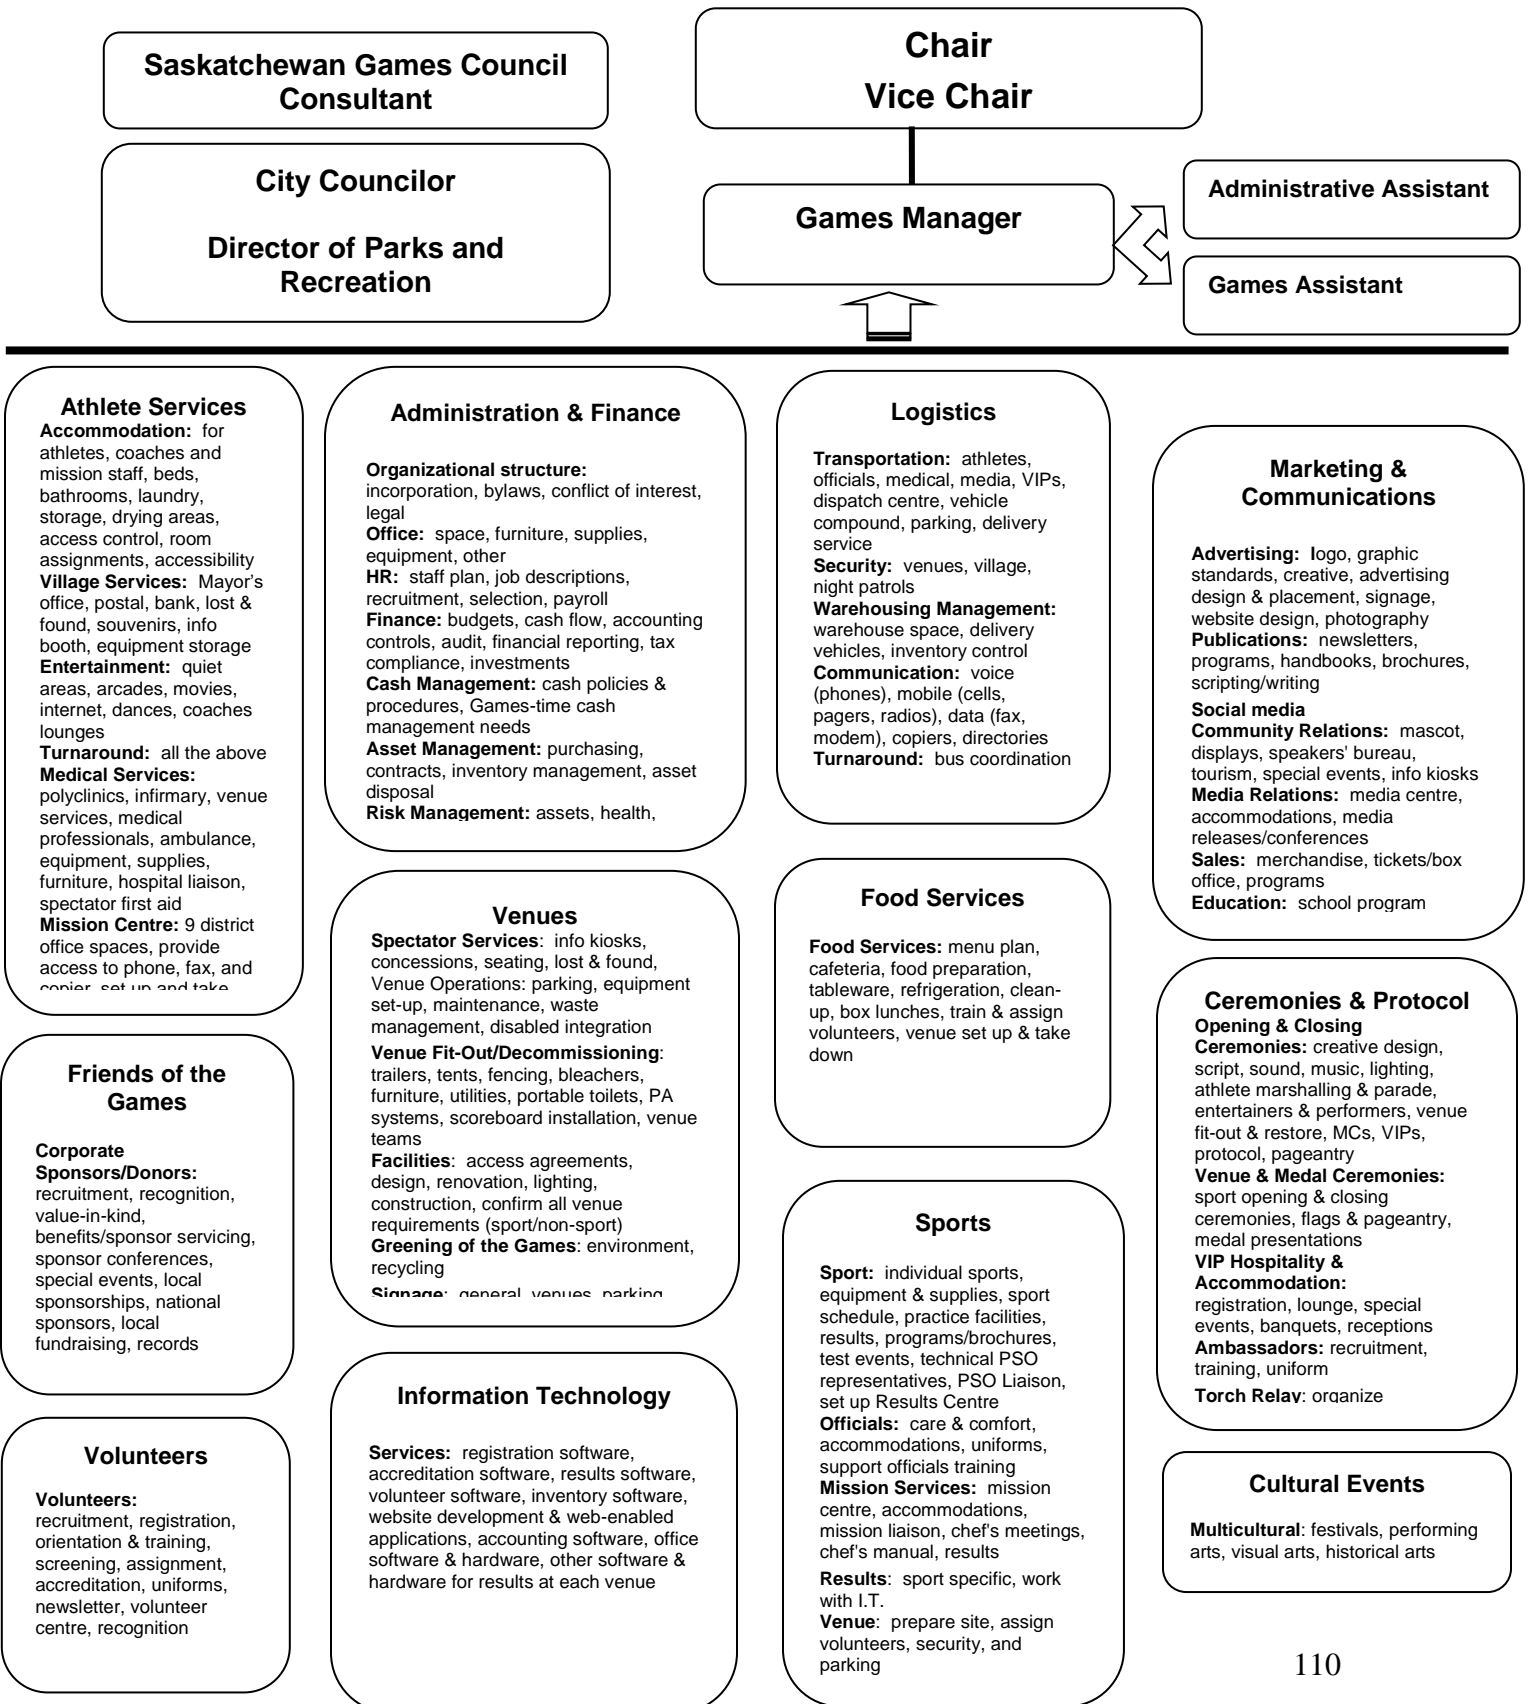 Saskatchewan Games Council
Consultant
Chair
Vice Chair
City Councilor
Director of Parks and
Recreation
Games Manager
Administrative Assistant
Games Assistant
Athlete Services
Accommodation: for
athletes, coaches and
mission staff, beds,
bathrooms, laundry,
storage, drying areas,
access control, room
assignments, accessibility
Village Services: Mayor's
office, postal, bank, lost &
found, souvenirs, info
booth, equipment storage
Entertainment: quiet
areas, arcades, movies,
internet, dances, coaches
lounges
Turnaround: all the above
Medical Services:
polyclinics, infirmary, venue
services, medical
professionals, ambulance,
equipment, supplies,
furniture, hospital liaison,
spectator first aid
Mission Centre: 9 district
office spaces, provide
access to phone, fax, and
copier, set up and take
Friends of the
Games
Corporate
Sponsors/Donors:
recruitment, recognition,
value-in-kind,
benefits/sponsor servicing,
sponsor conferences,
special events, local
sponsorships, national
sponsors, local
fundraising, records
Volunteers
Volunteers:
recruitment, registration,
orientation & training,
screening, assignment,
accreditation, uniforms,
newsletter, volunteer
centre, recognition
Administration & Finance
Organizational structure:
incorporation, bylaws, conflict of interest,
legal
Office: space, furniture, supplies,
equipment, other
HR: staff plan, job descriptions,
recruitment, selection, payroll
Finance: budgets, cash flow, accounting
controls, audit, financial reporting, tax
compliance, investments
Cash Management: cash policies &
procedures, Games-time cash
management needs
Asset Management: purchasing,
contracts, inventory management, asset
disposal
Risk Management: assets, health,
Venues
Spectator Services: info kiosks,
concessions, seating, lost & found,
Venue Operations: parking, equipment
set-up, maintenance, waste
management, disabled integration
Venue Fit-Out/Decommissioning:
trailers, tents, fencing, bleachers,
furniture, utilities, portable toilets, PA
systems, scoreboard installation, venue
teams
Facilities: access agreements,
design, renovation, lighting,
construction, confirm all venue
requirements (sport/non-sport)
Greening of the Games: environment,
recycling
Signage: general, venues, parking
Information Technology
Services: registration software,
accreditation software, results software,
volunteer software, inventory software,
website development & web-enabled
applications, accounting software, office
software & hardware, other software &
hardware for results at each venue
Logistics
Transportation: athletes,
officials, medical, media, VIPs,
dispatch centre, vehicle
compound, parking, delivery
service
Security: venues, village,
night patrols
Warehousing Management:
warehouse space, delivery
vehicles, inventory control
Communication: voice
(phones), mobile (cells,
pagers, radios), data (fax,
modem), copiers, directories
Turnaround: bus coordination
Food Services
Food Services: menu plan,
cafeteria, food preparation,
tableware, refrigeration, clean-
up, box lunches, train & assign
volunteers, venue set up & take
down
Sports
Sport: individual sports,
equipment & supplies, sport
schedule, practice facilities,
results, programs/brochures,
test events, technical PSO
representatives, PSO Liaison,
set up Results Centre
Officials: care & comfort,
accommodations, uniforms,
support officials training
Mission Services: mission
centre, accommodations,
mission liaison, chef's meetings,
chef's manual, results
Results: sport specific, work
with I.T.
Venue: prepare site, assign
volunteers, security, and
parking
Marketing &
Communications
Advertising: logo, graphic
standards, creative, advertising
design & placement, signage,
website design, photography
Publications: newsletters,
programs, handbooks, brochures,
scripting/writing
Social media
Community Relations: mascot,
displays, speakers' bureau,
tourism, special events, info kiosks
Media Relations: media centre,
accommodations, media
releases/conferences
Sales: merchandise, tickets/box
office, programs
Education: school program
Ceremonies & Protocol
Opening & Closing
Ceremonies: creative design,
script, sound, music, lighting,
athlete marshalling & parade,
entertainers & performers, venue
fit-out & restore, MCs, VIPs,
protocol, pageantry
Venue & Medal Ceremonies:
sport opening & closing
ceremonies, flags & pageantry,
medal presentations
VIP Hospitality &
Accommodation:
registration, lounge, special
events, banquets, receptions
Ambassadors: recruitment,
training, uniform
Torch Relay: organize
Cultural Events
Multicultural: festivals, performing
arts, visual arts, historical arts
110